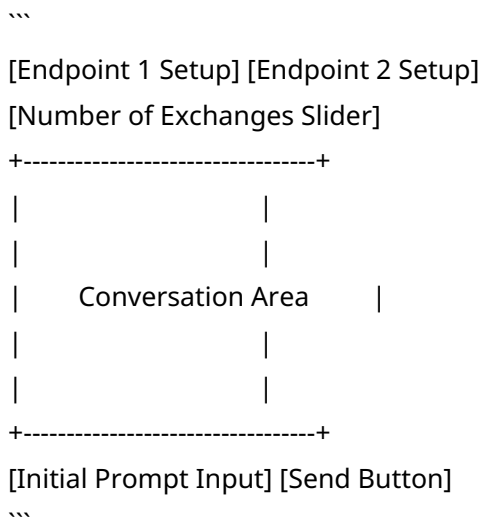 ```
[Endpoint 1 Setup] [Endpoint 2 Setup]
[Number of Exchanges Slider]
+----------------------------------+
|                                  |
|                                  |
|        Conversation Area         |
|                                  |
|                                  |
+----------------------------------+
[Initial Prompt Input] [Send Button]
```